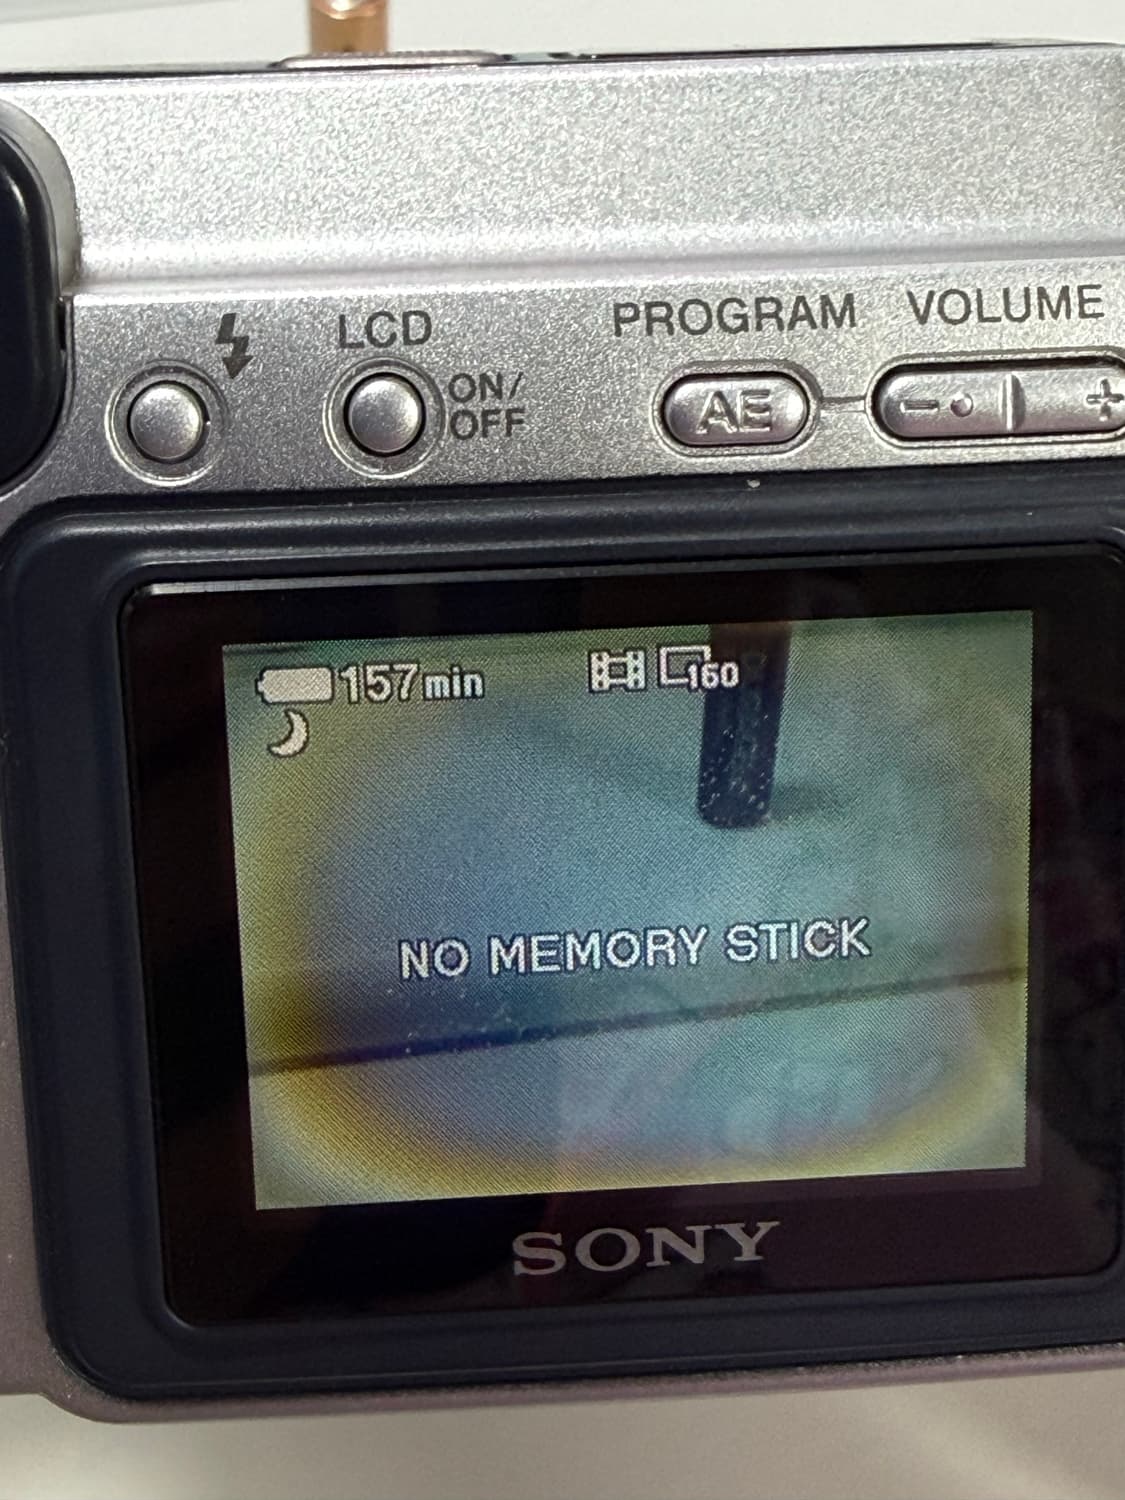 LCD
ON/
OFF
PROGRAM
AE
VOLUME
- +
157min
160
NO MEMORY STICK
SONY